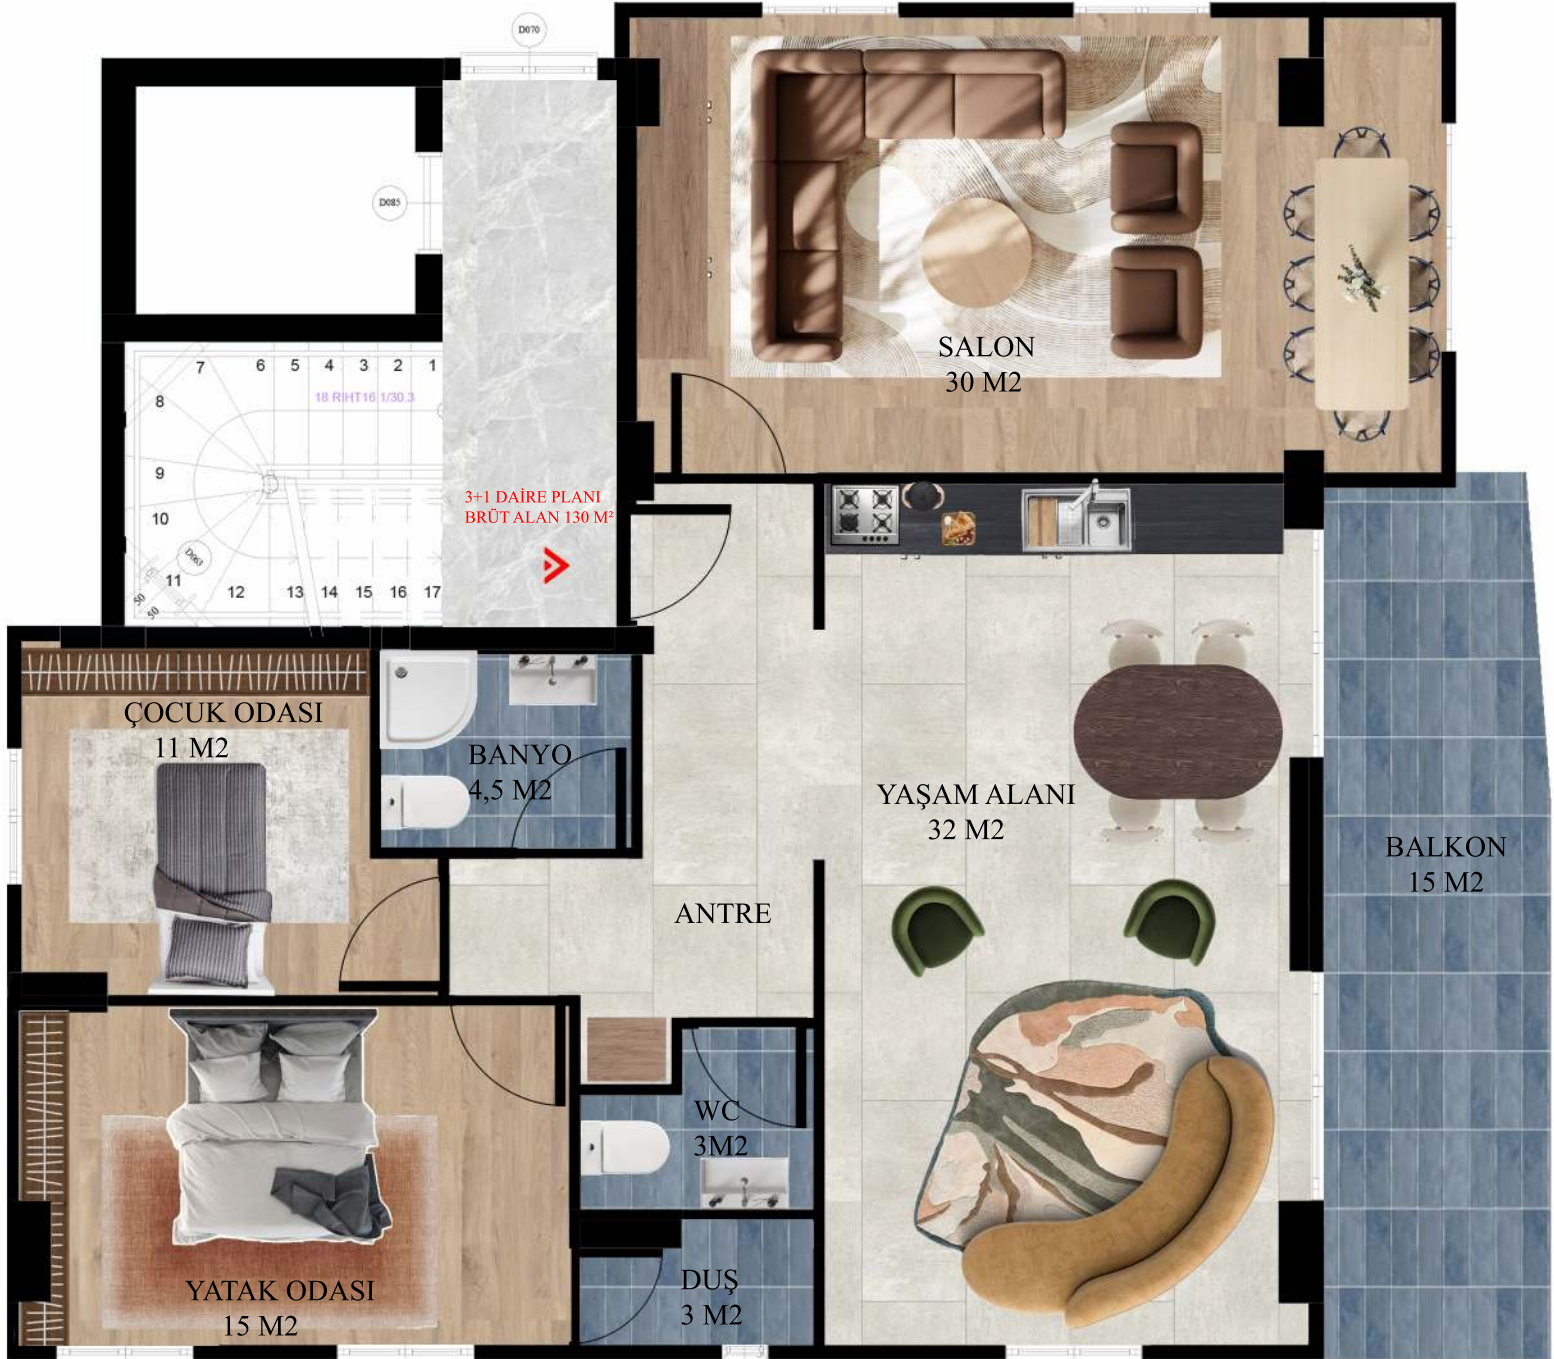 D070
D085
SALON
30 M2
7 6 5 4 3 2 1
8
18 RIHT16,1/30.3
9
3+1 DAİRE PLANI
BRÜT ALAN 130 M²
10
D063
11 12 13 14 15 16 17
50
50
ÇOCUK ODASI
11 M2
BANYO
4,5 M2
YAŞAM ALANI
32 M2
BALKON
15 M2
ANTRE
WC
3M2
YATAK ODASI
15 M2
DUŞ
3 M2